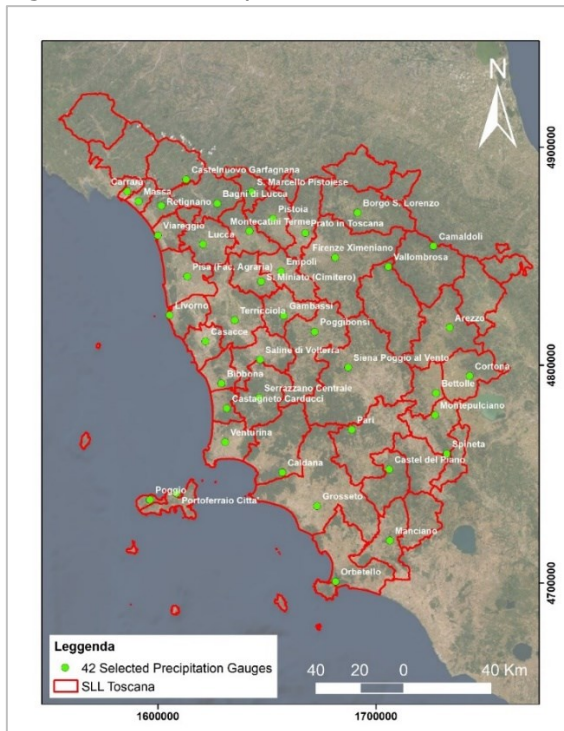 N
4900000
Castelnuovo Garfagnana
Carrara
S. Marcello Pistoiese
Massa
Bagni di Lucca
Retignano
Pistoia
Borgo S. Lorenzo
Montecatini Terme
Prato in Toscana
Viareggio
Lucca
Camaldoli
Firenze Ximeniano
Vallombrosa
Empoli
Pisa (Fac. Agraria)
S. Miniato (Cimitero)
Livorno
Terricciola
Gambassi
Arezzo
Poggibonsi
Casacce
Saline di Volterra
Siena Poggio al Vento
4800000
Cortona
Bibbona
Bettolle
Serrazzano Centrale
Castagneto Carducci
Montepulciano
Pari
Venturina
Spineta
Caldana
Castel del Piano
Poggio
Portoferraio Citta'
Grosseto
Manciano
Orbetello
4700000
Leggenda
42 Selected Precipitation Gauges
SLL Toscana
40 20 0 40 Km
1600000
1700000